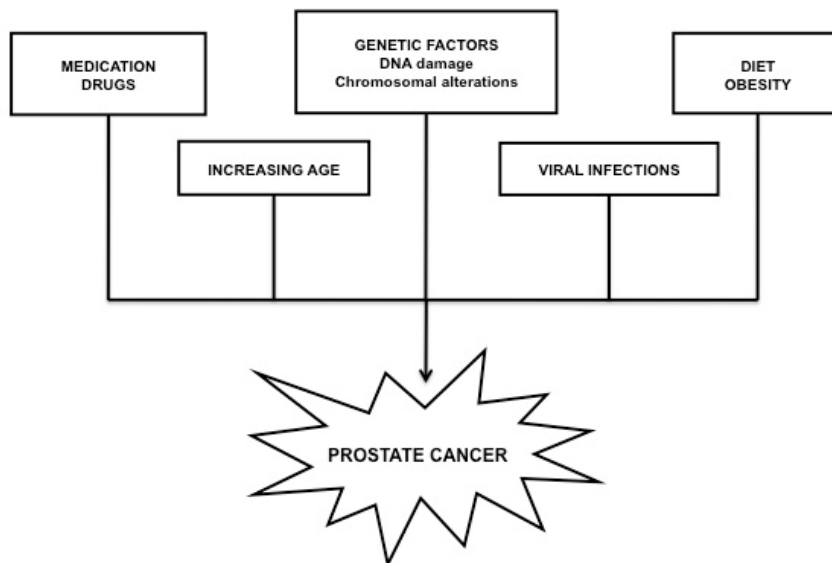 MEDICATION
DRUGS
GENETIC FACTORS
DNA damage
Chromosomal alterations
DIET
OBESITY
INCREASING AGE
VIRAL INFECTIONS
PROSTATE CANCER